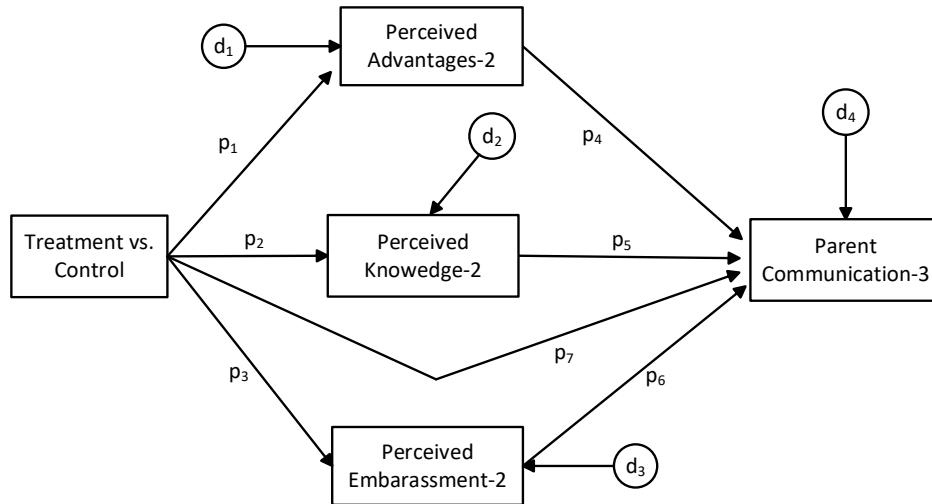 Perceived
Advantages-2
d₁
d₂
d₄
p₁
p₄
Treatment vs.
Control
p₂
Perceived
Knowedge-2
p₅
Parent
Communication-3
p₃
p₇
p₆
Perceived
Embarassment-2
d₃